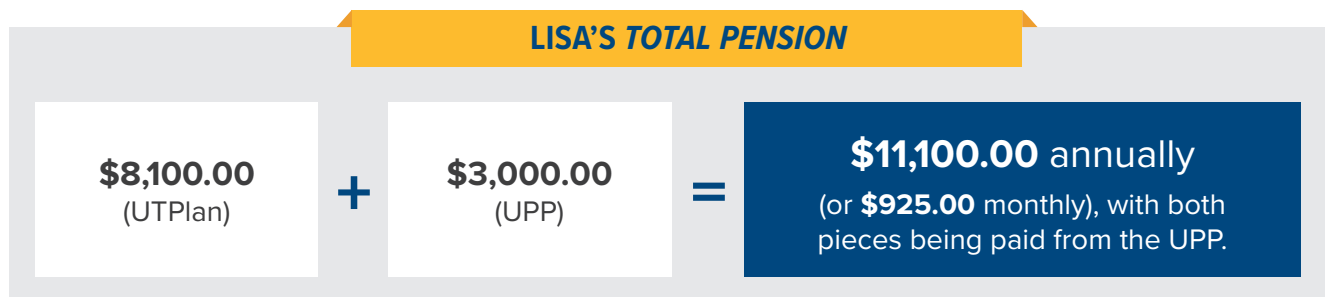 LISA’S TOTAL PENSION
$8,100.00
(UTPlan)
+
$3,000.00
(UPP)
=
$11,100.00 annually
(or $925.00 monthly), with both
pieces being paid from the UPP.